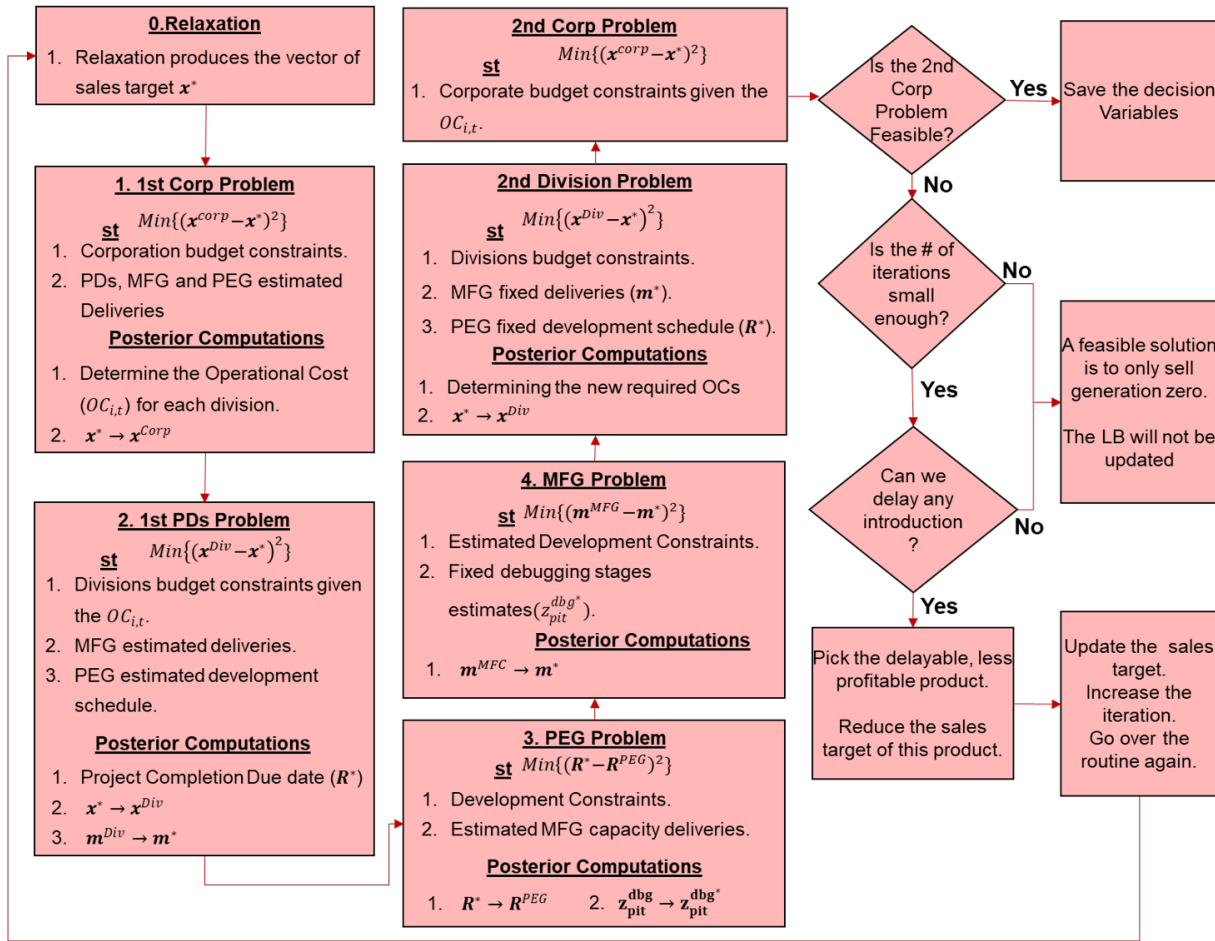 0.Relaxation
1. Relaxation produces the vector of
sales target x*
1. 1st Corp Problem
st Min{(x^corp−x*)²}
1. Corporation budget constraints.
2. PDs, MFG and PEG estimated
Deliveries
Posterior Computations
1. Determine the Operational Cost
(OC_i,t) for each division.
2. x* → x^Corp
2. 1st PDs Problem
st Min{(x^Div−x*)²}
1. Divisions budget constraints given
the OC_i,t.
2. MFG estimated deliveries.
3. PEG estimated development
schedule.
Posterior Computations
1. Project Completion Due date (R*)
2. x* → x^Div
3. m^Div → m*
2nd Corp Problem
st Min{(x^corp−x*)²}
1. Corporate budget constraints given the
OC_i,t.
2nd Division Problem
st Min{(x^Div−x*)²}
1. Divisions budget constraints.
2. MFG fixed deliveries (m*).
3. PEG fixed development schedule (R*).
Posterior Computations
1. Determining the new required OCs
2. x* → x^Div
4. MFG Problem
st Min{(m^MFG−m*)²}
1. Estimated Development Constraints.
2. Fixed debugging stages
estimates(z_pit^dbg*).
Posterior Computations
1. m^MFC → m*
3. PEG Problem
st Min{(R*−R^PEG)²}
1. Development Constraints.
2. Estimated MFG capacity deliveries.
Posterior Computations
1. R* → R^PEG 2. z_pit^dbg → z_pit^dbg*
Is the 2nd
Corp
Problem
Feasible?
Yes
Save the decision
Variables
No
Is the # of
iterations
small
enough?
No
Yes
A feasible solution
is to only sell
generation zero.
The LB will not be
updated
Can we
delay any
introduction
?
No
Yes
Pick the delayable, less
profitable product.
Reduce the sales
target of this product.
Update the sales
target.
Increase the
iteration.
Go over the
routine again.